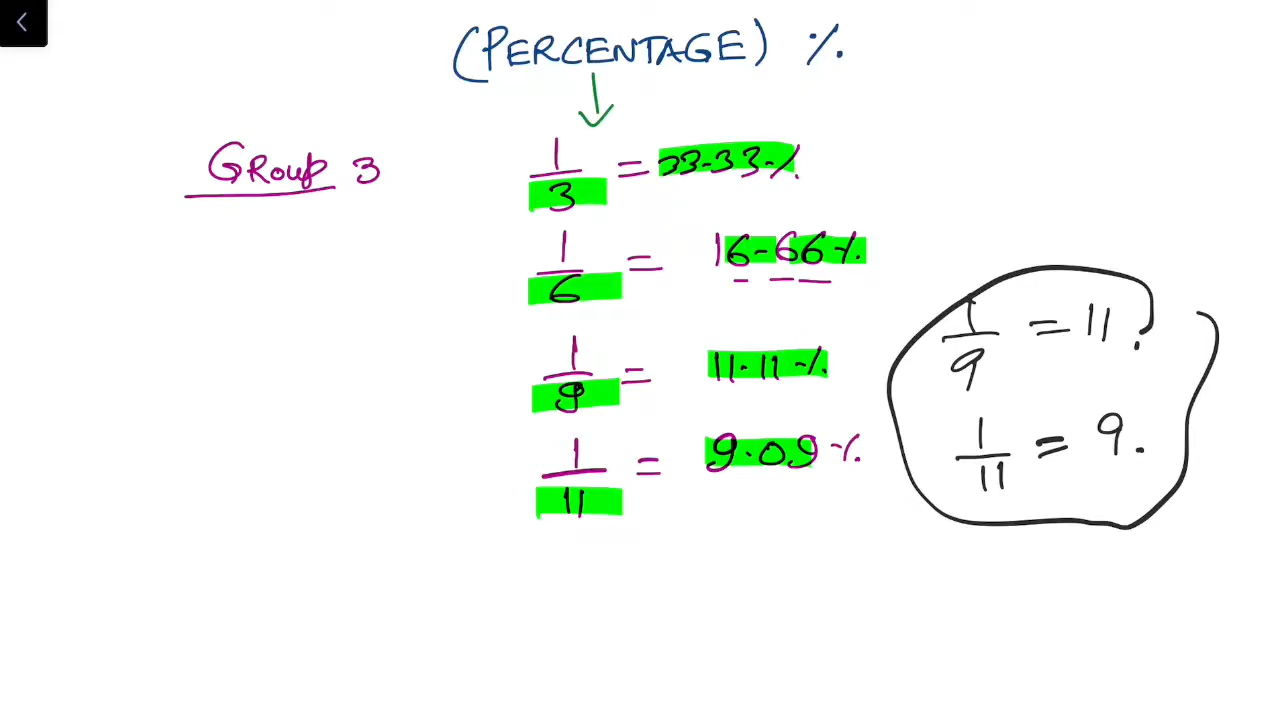 (PERCENTAGE) %
GROUP 3
1/3 = 33.33%
1/6 = 16.66%
1/9 = 11.11%
1/11 = 9.09%
1/9 = 11.
1/11 = 9.